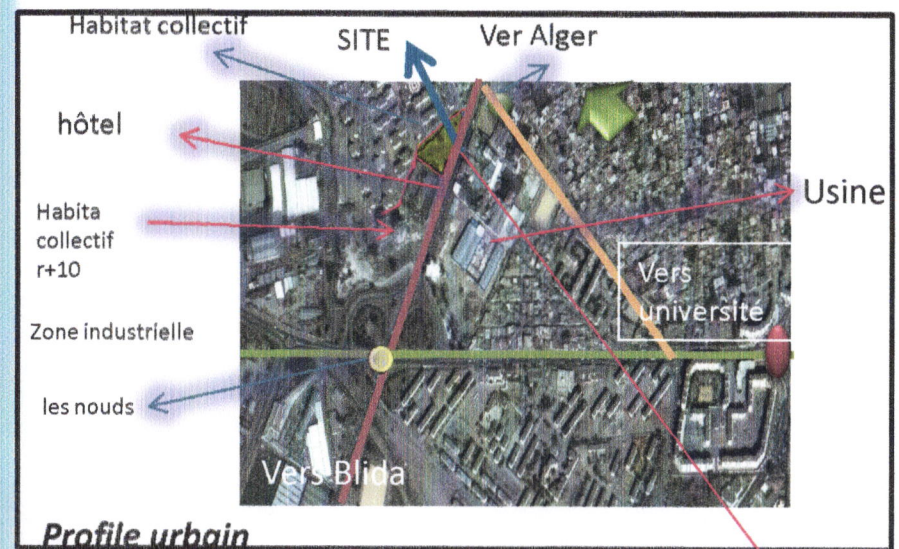 Habitat collectif
SITE
Ver Alger
hôtel
Usine
Habita
collectif
r+10
Vers
université
Zone industrielle
les nouds
Vers Blida
Profile urbain